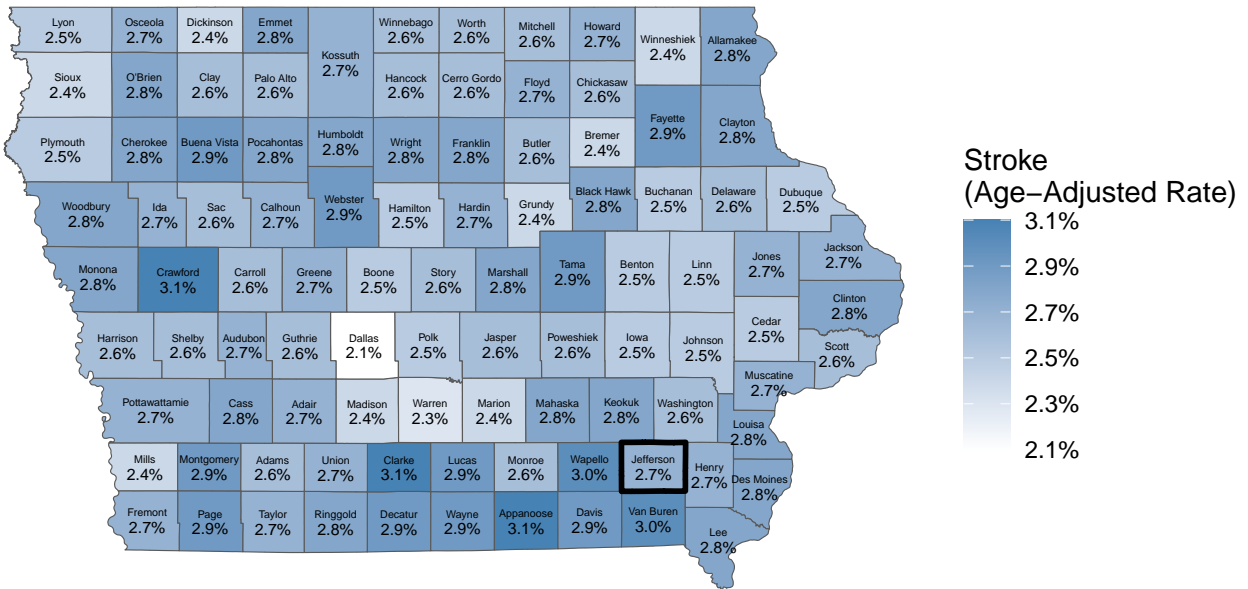 Lyon
2.5%
Osceola
2.7%
Dickinson
2.4%
Emmet
2.8%
Kossuth
2.7%
Winnebago
2.6%
Worth
2.6%
Mitchell
2.6%
Howard
2.7%
Winneshiek
2.4%
Allamakee
2.8%
Sioux
2.4%
O'Brien
2.8%
Clay
2.6%
Palo Alto
2.6%
Hancock
2.6%
Cerro Gordo
2.6%
Floyd
2.7%
Chickasaw
2.6%
Fayette
2.9%
Clayton
2.8%
Plymouth
2.5%
Cherokee
2.8%
Buena Vista
2.9%
Pocahontas
2.8%
Humboldt
2.8%
Wright
2.8%
Franklin
2.8%
Butler
2.6%
Bremer
2.4%
Woodbury
2.8%
Ida
2.7%
Sac
2.6%
Calhoun
2.7%
Webster
2.9%
Hamilton
2.5%
Hardin
2.7%
Grundy
2.4%
Black Hawk
2.8%
Buchanan
2.5%
Delaware
2.6%
Dubuque
2.5%
Monona
2.8%
Crawford
3.1%
Carroll
2.6%
Greene
2.7%
Boone
2.5%
Story
2.6%
Marshall
2.8%
Tama
2.9%
Benton
2.5%
Linn
2.5%
Jones
2.7%
Jackson
2.7%
Clinton
2.8%
Harrison
2.6%
Shelby
2.6%
Audubon
2.7%
Guthrie
2.6%
Dallas
2.1%
Polk
2.5%
Jasper
2.6%
Poweshiek
2.6%
Iowa
2.5%
Johnson
2.5%
Cedar
2.5%
Scott
2.6%
Muscatine
2.7%
Pottawattamie
2.7%
Cass
2.8%
Adair
2.7%
Madison
2.4%
Warren
2.3%
Marion
2.4%
Mahaska
2.8%
Keokuk
2.8%
Washington
2.6%
Louisa
2.8%
Mills
2.4%
Montgomery
2.9%
Adams
2.6%
Union
2.7%
Clarke
3.1%
Lucas
2.9%
Monroe
2.6%
Wapello
3.0%
Jefferson
2.7%
Henry
2.7%
Des Moines
2.8%
Fremont
2.7%
Page
2.9%
Taylor
2.7%
Ringgold
2.8%
Decatur
2.9%
Wayne
2.9%
Appanoose
3.1%
Davis
2.9%
Van Buren
3.0%
Lee
2.8%
Stroke
(Age−Adjusted Rate)
3.1%
2.9%
2.7%
2.5%
2.3%
2.1%